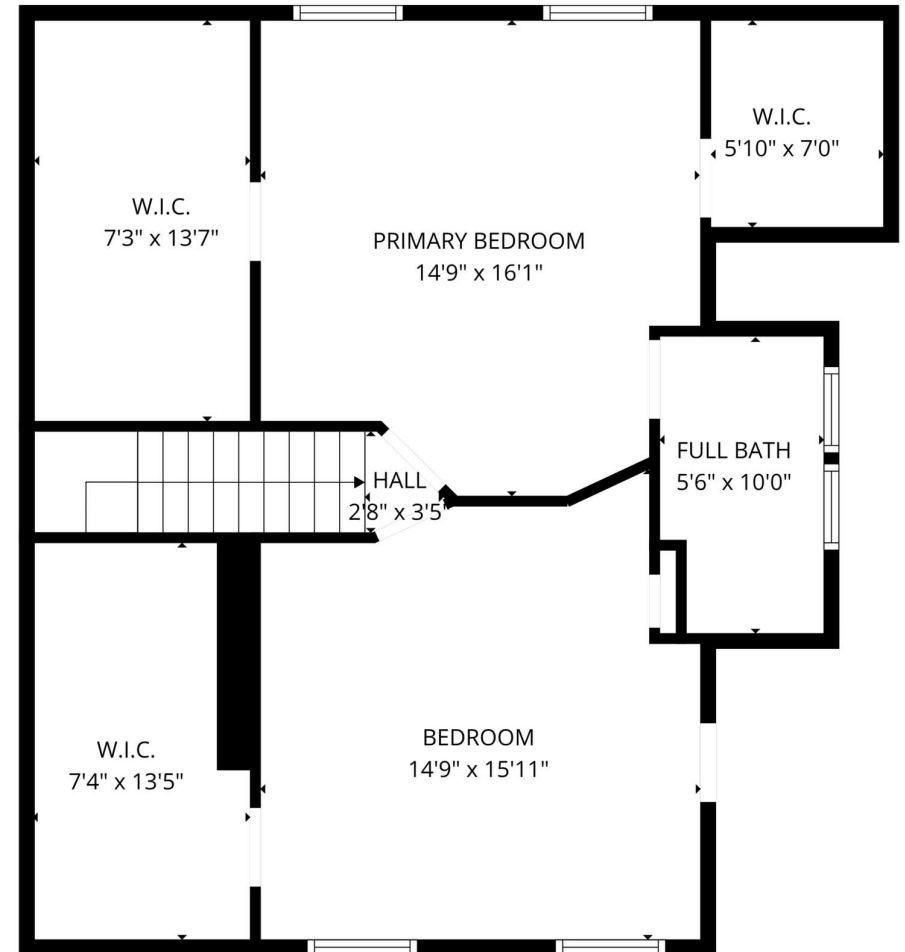 W.I.C.
5'10" x 7'0"
W.I.C.
7'3" x 13'7"
PRIMARY BEDROOM
14'9" x 16'1"
FULL BATH
5'6" x 10'0"
HALL
2'8" x 3'5"
W.I.C.
7'4" x 13'5"
BEDROOM
14'9" x 15'11"